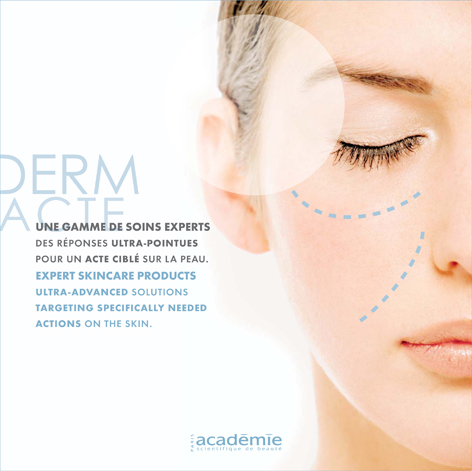 DERM
ACTE
UNE GAMME DE SOINS EXPERTS
DES RÉPONSES ULTRA-POINTUES
POUR UN ACTE CIBLÉ SUR LA PEAU.
EXPERT SKINCARE PRODUCTS
ULTRA-ADVANCED SOLUTIONS
TARGETING SPECIFICALLY NEEDED
ACTIONS ON THE SKIN.
PARIS
académie
scientifique de beauté